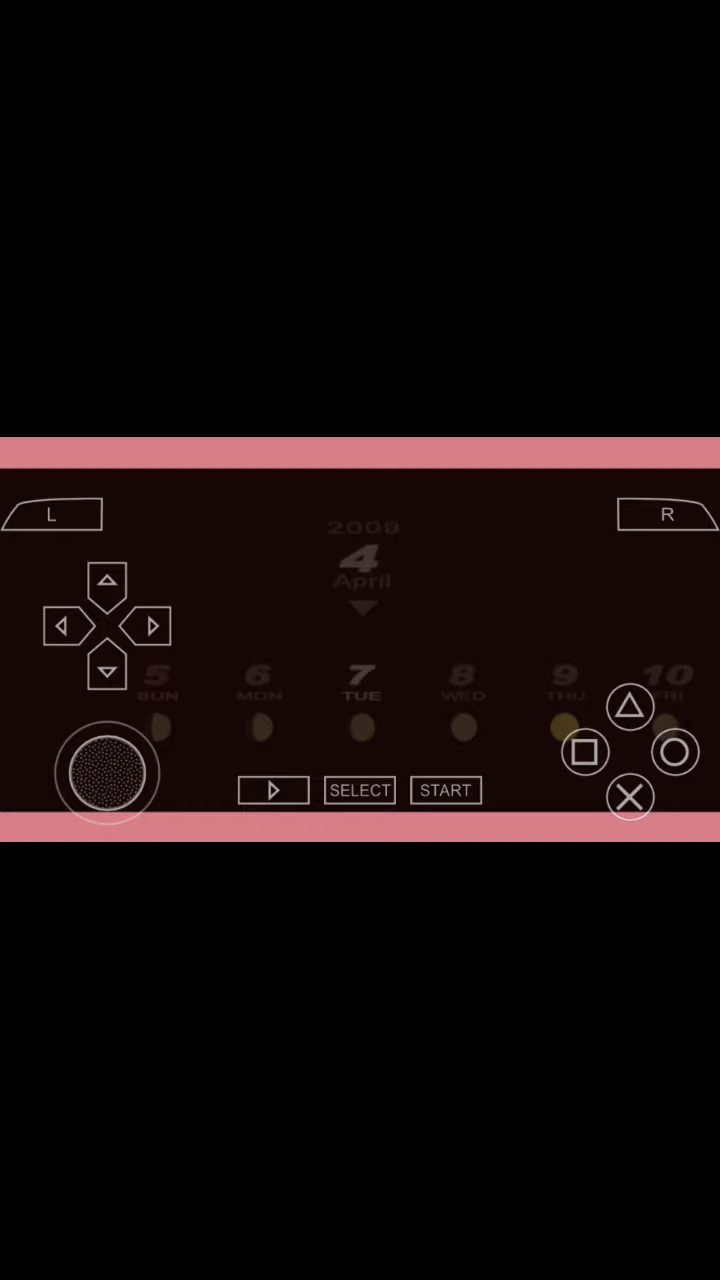 L
R
2009
4
April
5 6 7 8 9 10
SUN MON TUE WED THU FRI
SELECT START